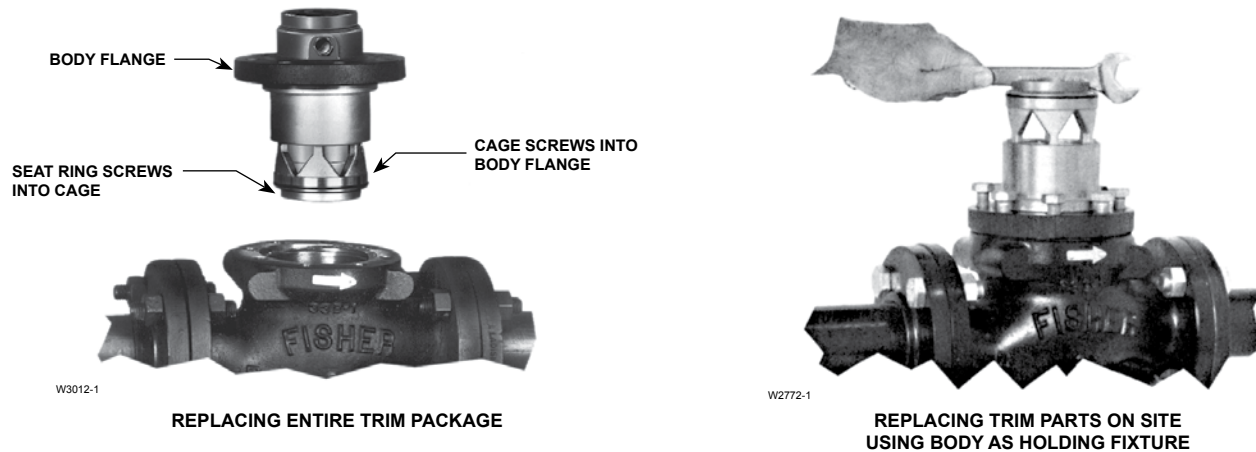 BODY FLANGE
SEAT RING SCREWS
INTO CAGE
CAGE SCREWS INTO
BODY FLANGE
FISHER
W3012-1
REPLACING ENTIRE TRIM PACKAGE
FISHER
W2772-1
REPLACING TRIM PARTS ON SITE
USING BODY AS HOLDING FIXTURE